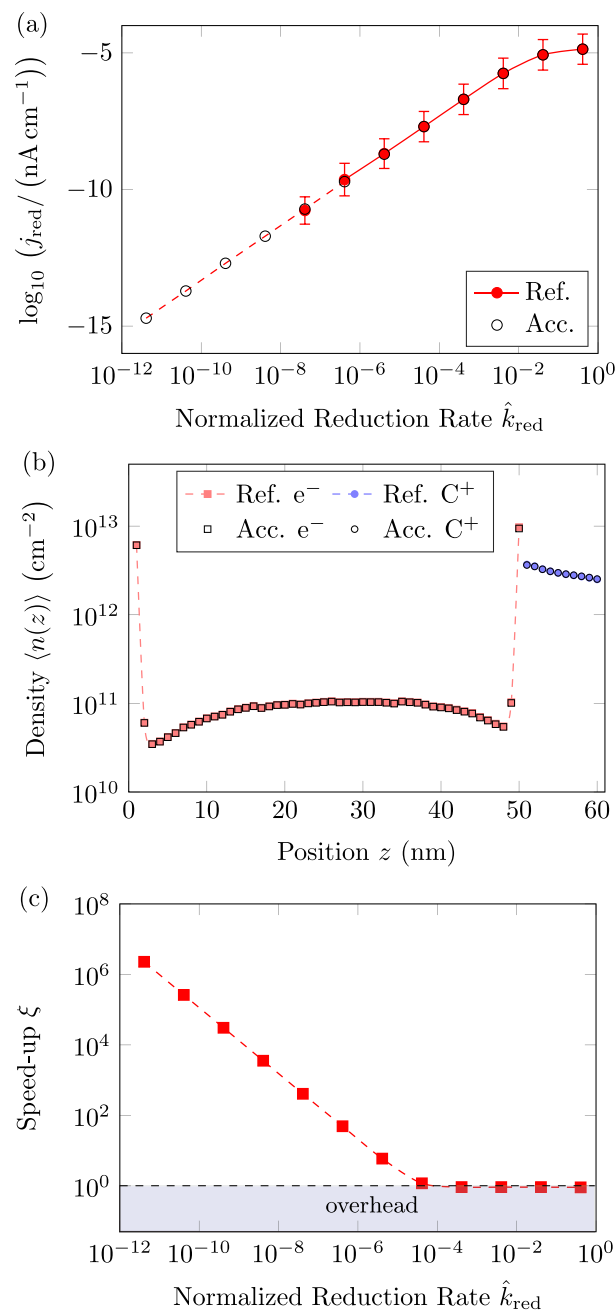 (a)
−5
−10
−15
log₁₀ (j_red/ (nA cm⁻¹))
10⁻¹² 10⁻¹⁰ 10⁻⁸ 10⁻⁶ 10⁻⁴ 10⁻² 10⁰
Normalized Reduction Rate k̂_red
Ref.
Acc.
(b)
10¹³
10¹²
10¹¹
10¹⁰
Density ⟨n(z)⟩ (cm⁻²)
Ref. e⁻ Ref. C⁺
Acc. e⁻ Acc. C⁺
0 10 20 30 40 50 60
Position z (nm)
(c)
10⁸
10⁶
10⁴
10²
10⁰
Speed-up ξ
overhead
10⁻¹² 10⁻¹⁰ 10⁻⁸ 10⁻⁶ 10⁻⁴ 10⁻² 10⁰
Normalized Reduction Rate k̂_red